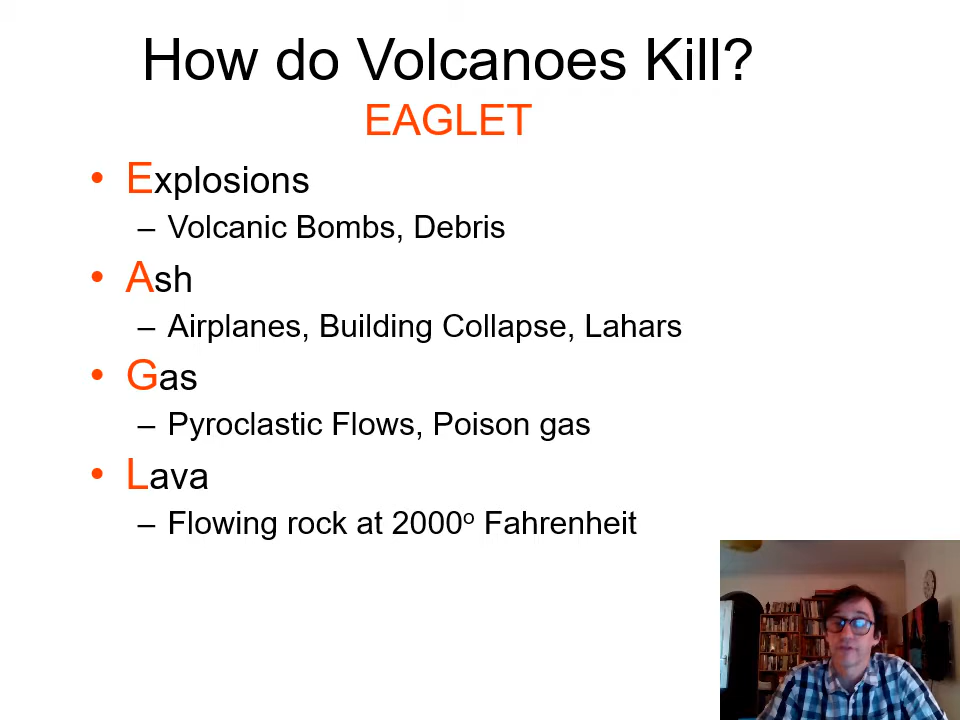 How do Volcanoes Kill?
EAGLET
• Explosions
– Volcanic Bombs, Debris
• Ash
– Airplanes, Building Collapse, Lahars
• Gas
– Pyroclastic Flows, Poison gas
• Lava
– Flowing rock at 2000º Fahrenheit